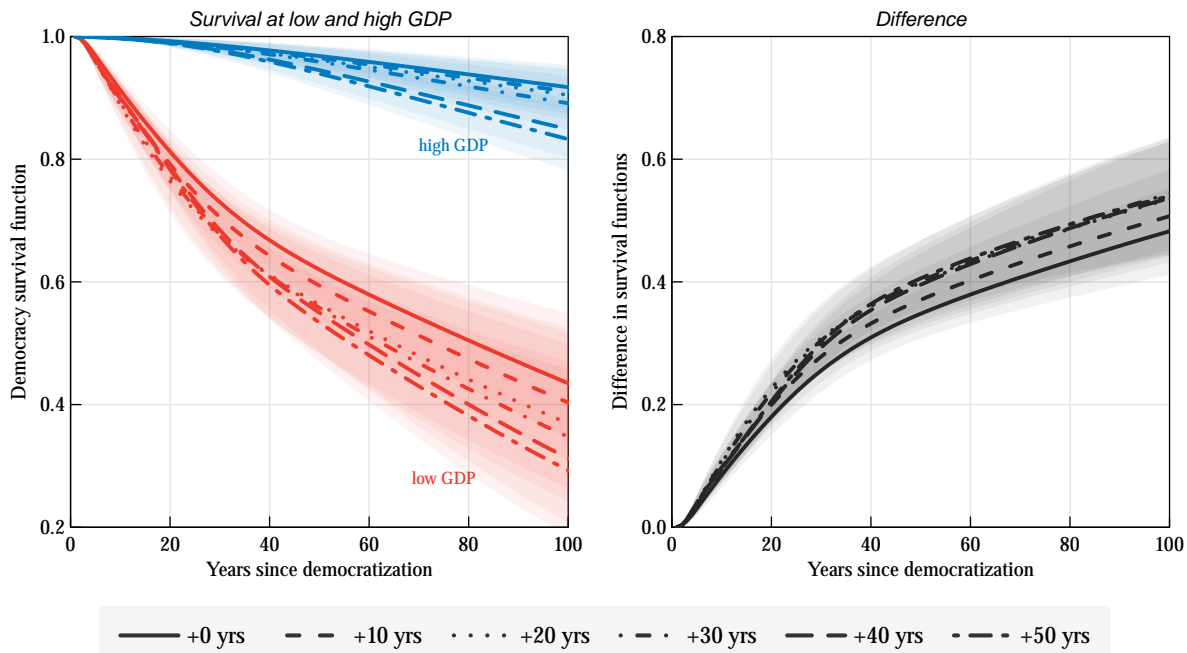 Survival at low and high GDP
Difference
Democracy survival function
1.0
0.8
0.6
0.4
0.2
0
20
40
60
80
100
high GDP
low GDP
Years since democratization
Difference in survival functions
0.8
0.6
0.4
0.2
0.0
0
20
40
60
80
100
Years since democratization
+0 yrs
+10 yrs
+20 yrs
+30 yrs
+40 yrs
+50 yrs